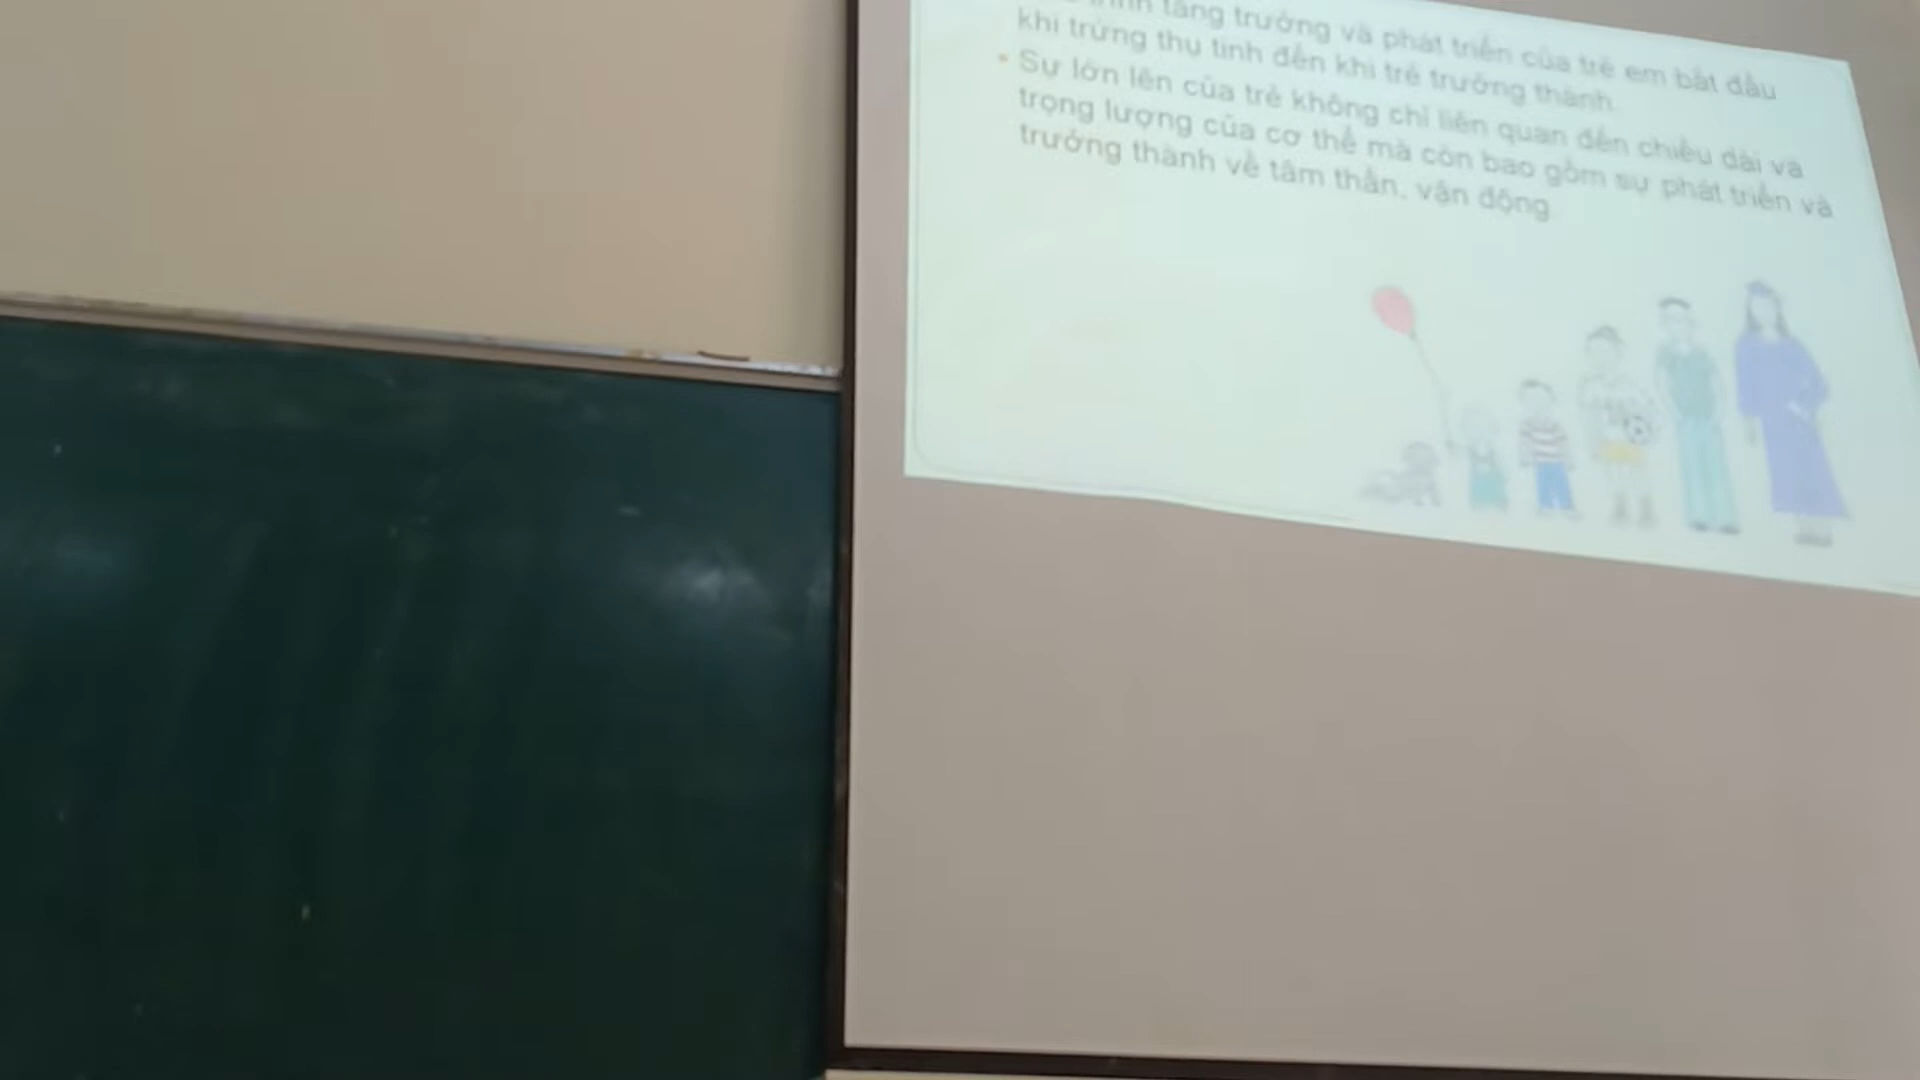 tăng trưởng và phát triển của trẻ em bắt đầu
khi trứng thụ tinh đến khi trẻ trưởng thành
• Sự lớn lên của trẻ không chỉ liên quan đến chiều dài và
trọng lượng của cơ thể mà còn bao gồm sự phát triển và
trưởng thành về tâm thần, vận động